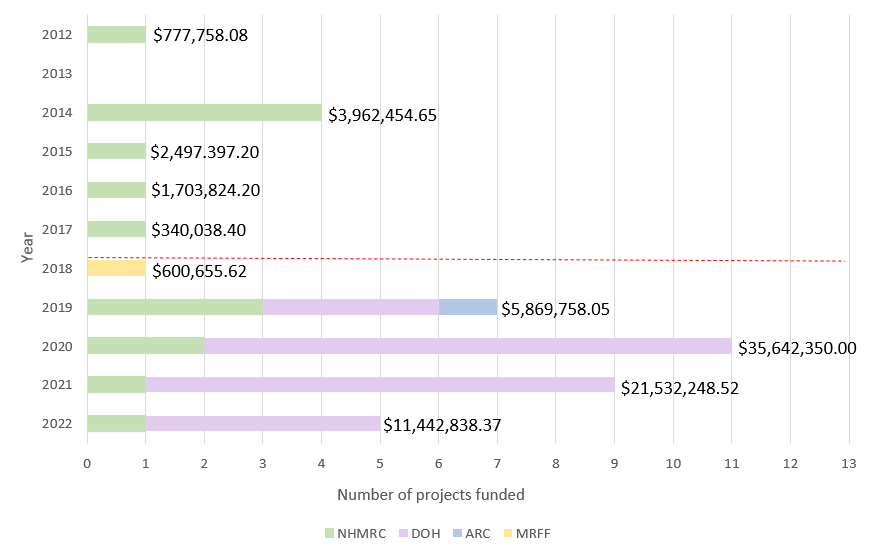 2012 $777,758.08
2013
2014 $3,962,454.65
2015 $2,497.397.20
2016 $1,703,824.20
2017 $340,038.40
Year
2018 $600,655.62
2019 $5,869,758.05
2020 $35,642,350.00
2021 $21,532,248.52
2022 $11,442,838.37
0 1 2 3 4 5 6 7 8 9 10 11 12 13
Number of projects funded
NHMRC DOH ARC MRFF